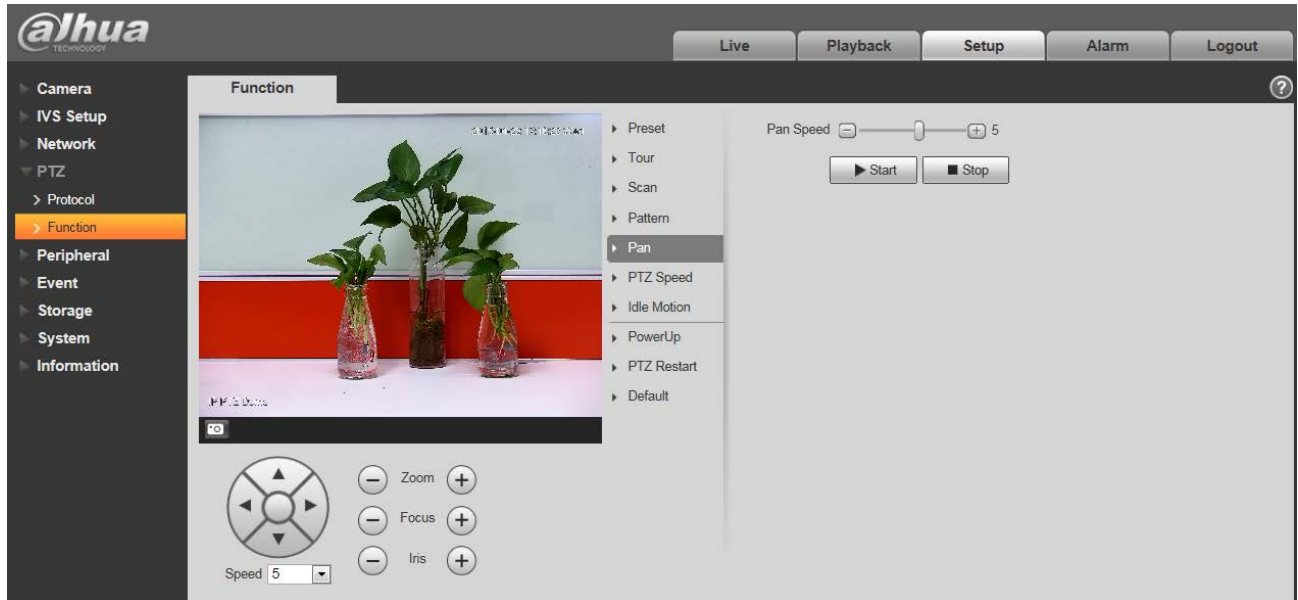 alhua
TECHNOLOGY
Live
Playback
Setup
Alarm
Logout
Camera
IVS Setup
Network
PTZ
Protocol
Function
Peripheral
Event
Storage
System
Information
Function
?
Preset
Tour
Scan
Pattern
Pan
PTZ Speed
Idle Motion
PowerUp
PTZ Restart
Default
Pan Speed 5
Start Stop
Zoom
Focus
Iris
Speed 5